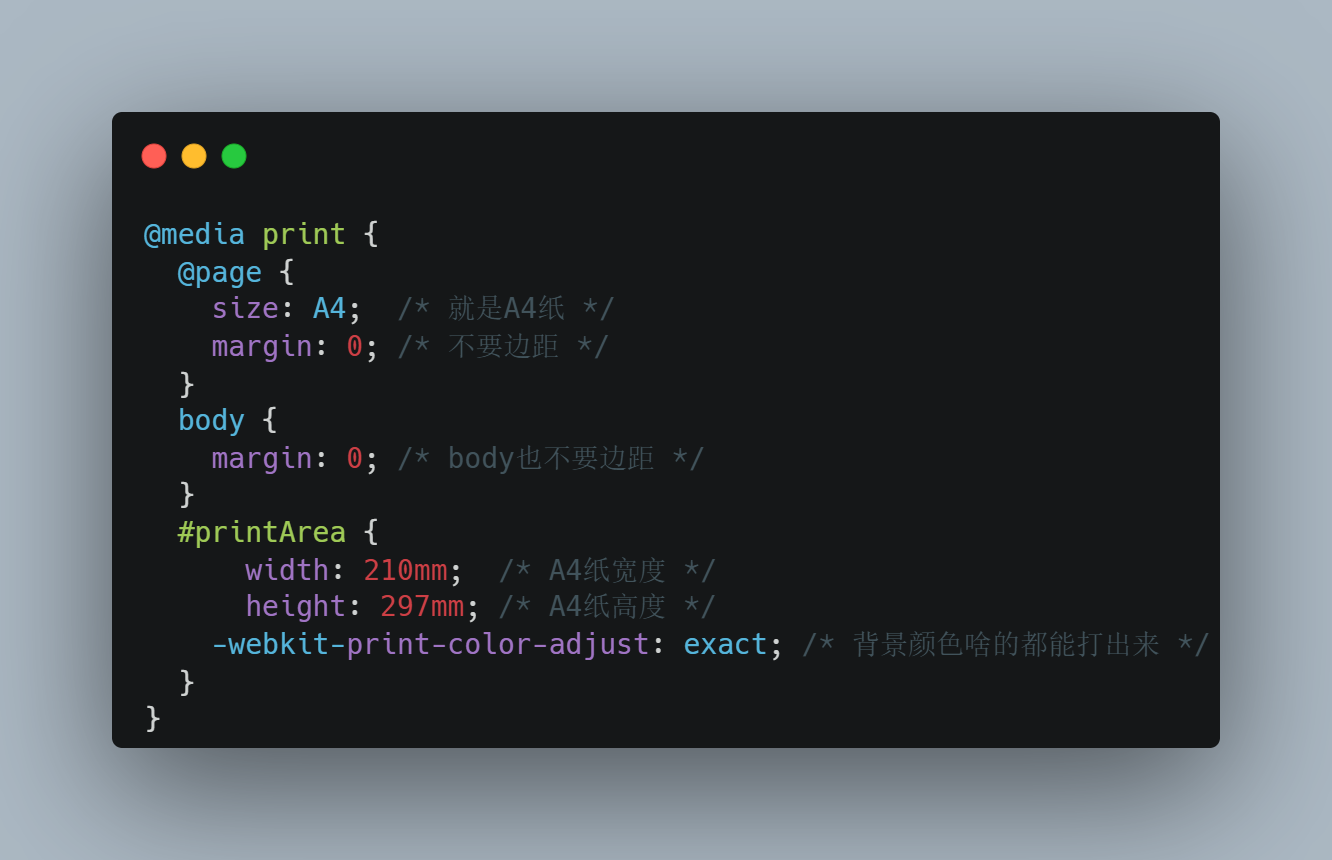 @media print {
  @page {
    size: A4;  /* 就是A4纸 */
    margin: 0; /* 不要边距 */
  }
  body {
    margin: 0; /* body也不要边距 */
  }
  #printArea {
      width: 210mm;  /* A4纸宽度 */
      height: 297mm; /* A4纸高度 */
    -webkit-print-color-adjust: exact; /* 背景颜色啥的都能打出来 */
  }
}